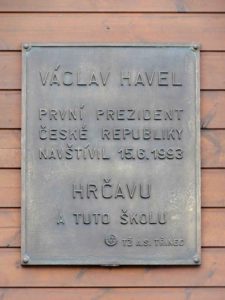 VÁCLAV HAVEL
PRVNÍ PREZIDENT
ČESKÉ REPUBLIKY
NAVŠTÍVIL 15.6.1993
HRČAVU
A TUTO ŠKOLU
TŽ A.S. TŘINEC